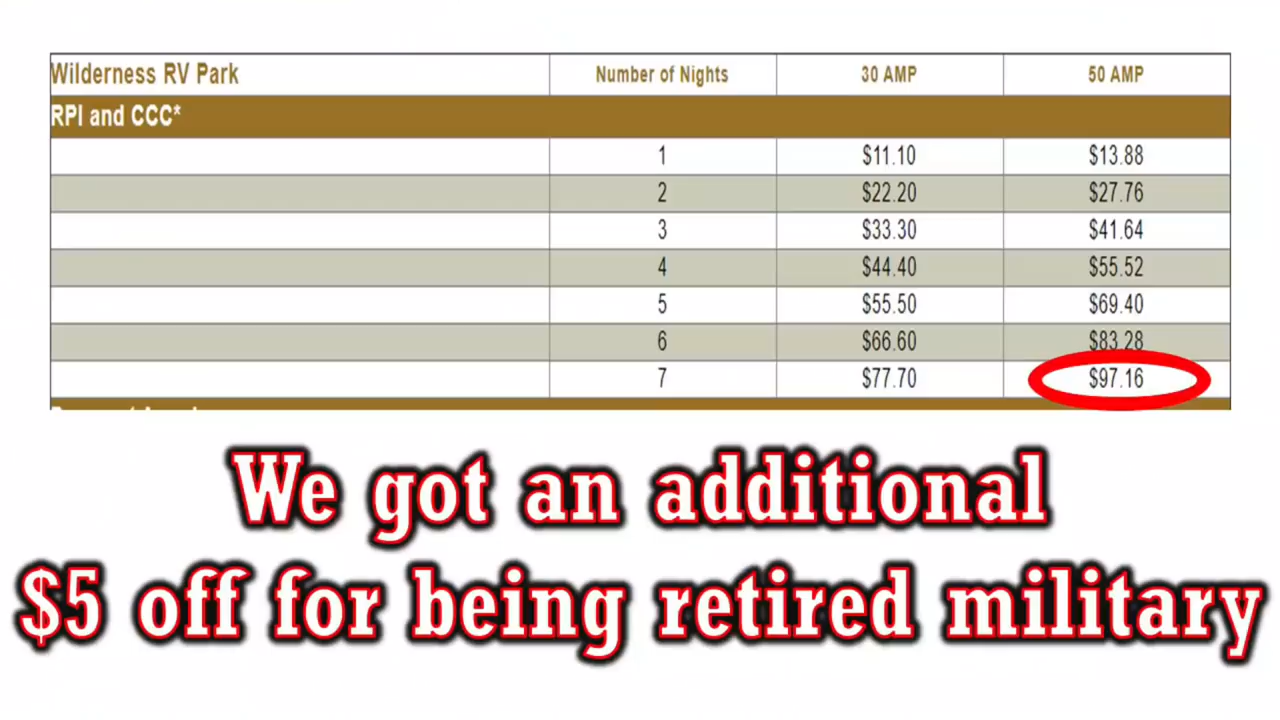 Wilderness RV Park Number of Nights 30 AMP 50 AMP
RPI and CCC*
1 $11.10 $13.88
2 $22.20 $27.76
3 $33.30 $41.64
4 $44.40 $55.52
5 $55.50 $69.40
6 $66.60 $83.28
7 $77.70 $97.16
We got an additional
$5 off for being retired military